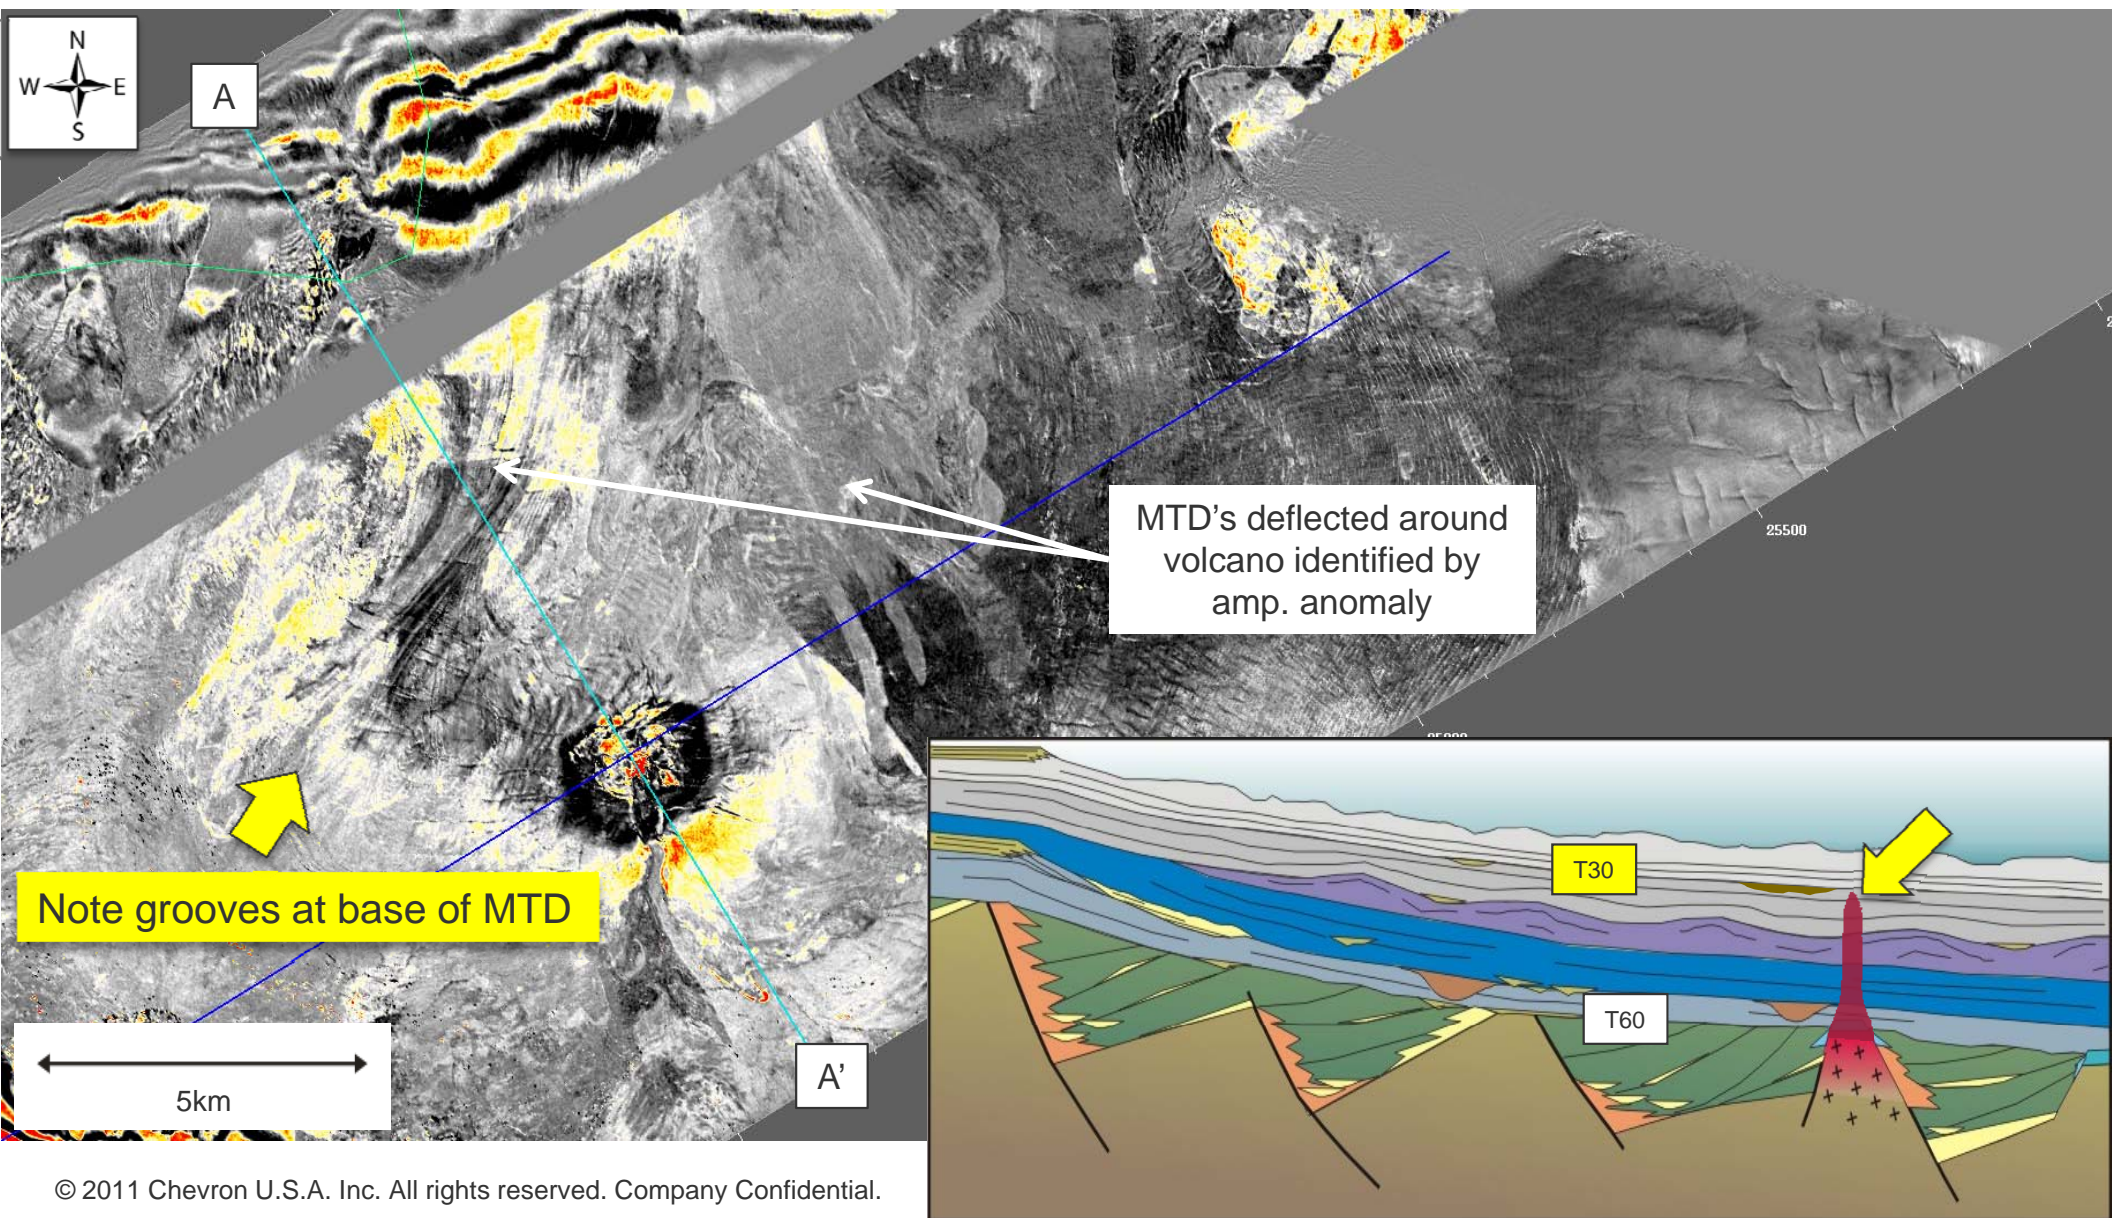 N
W E
S
A
MTD's deflected around
volcano identified by
amp. anomaly
25500
Note grooves at base of MTD
T30
T60
A'
5km
© 2011 Chevron U.S.A. Inc. All rights reserved. Company Confidential.